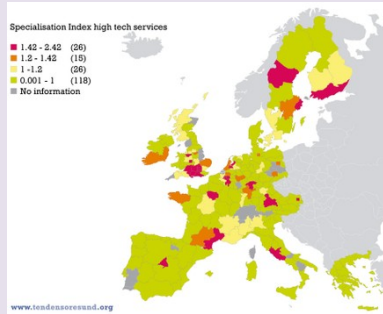 Specialisation Index high tech services
1.42 - 2.42 (26)
1.2 - 1.42 (15)
1 -1.2 (26)
0.001 - 1 (118)
No information
www.tendensoresund.org